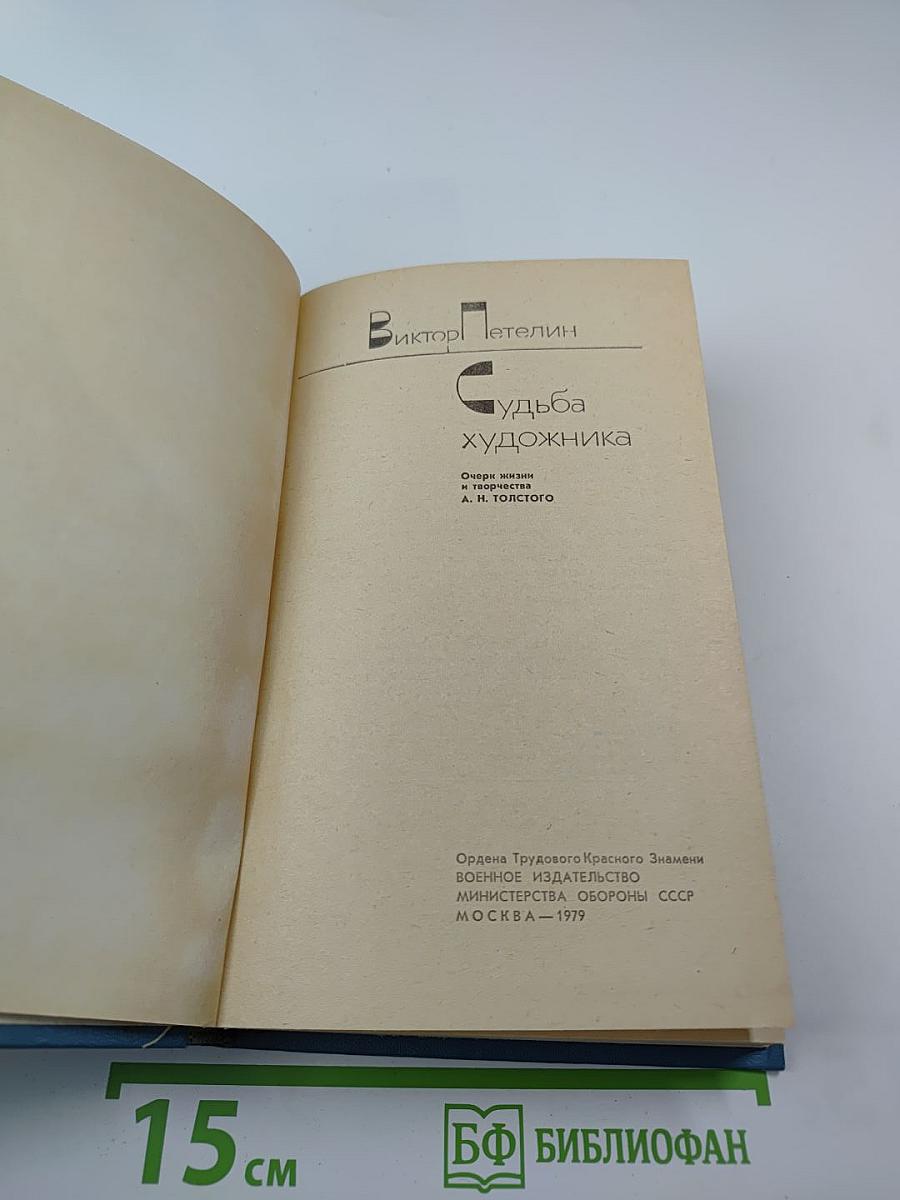 Виктор Петелин
Судьба
художника
Очерк жизни
и творчества
А. Н. ТОЛСТОГО
Ордена Трудового Красного Знамени
ВОЕННОЕ ИЗДАТЕЛЬСТВО
МИНИСТЕРСТВА ОБОРОНЫ СССР
МОСКВА — 1979
15 см
БФ БИБЛИОФАН